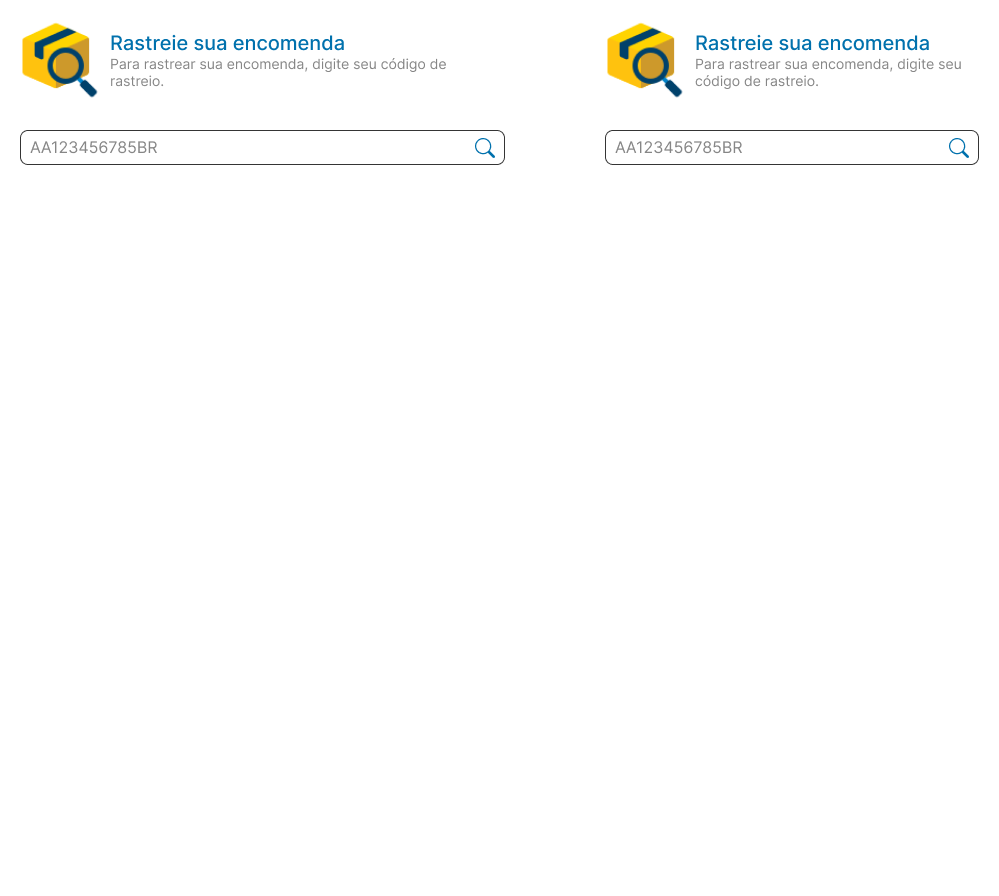 Rastreie sua encomenda
Para rastrear sua encomenda, digite seu código de
rastreio.
AA123456785BR
Rastreie sua encomenda
Para rastrear sua encomenda, digite seu
código de rastreio.
AA123456785BR